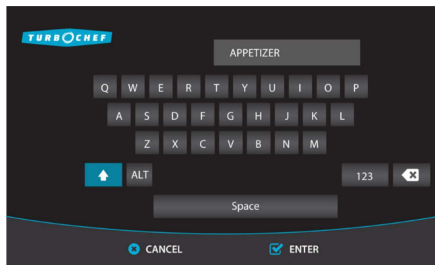 TURBOCHEF
APPETIZER
Q W E R T Y U I O P
A S D F G H J K L
Z X C V B N M
ALT 123
Space
CANCEL ENTER